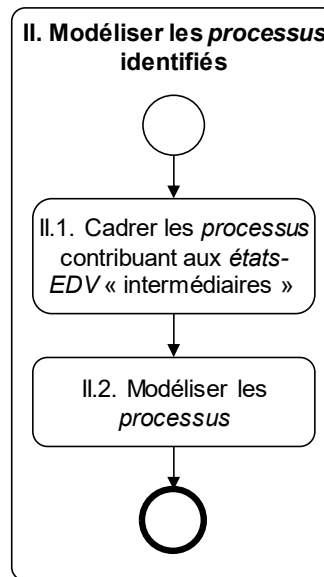 II. Modéliser les processus
identifiés
II.1. Cadrer les processus
contribuant aux états-
EDV « intermédiaires »
II.2. Modéliser les
processus